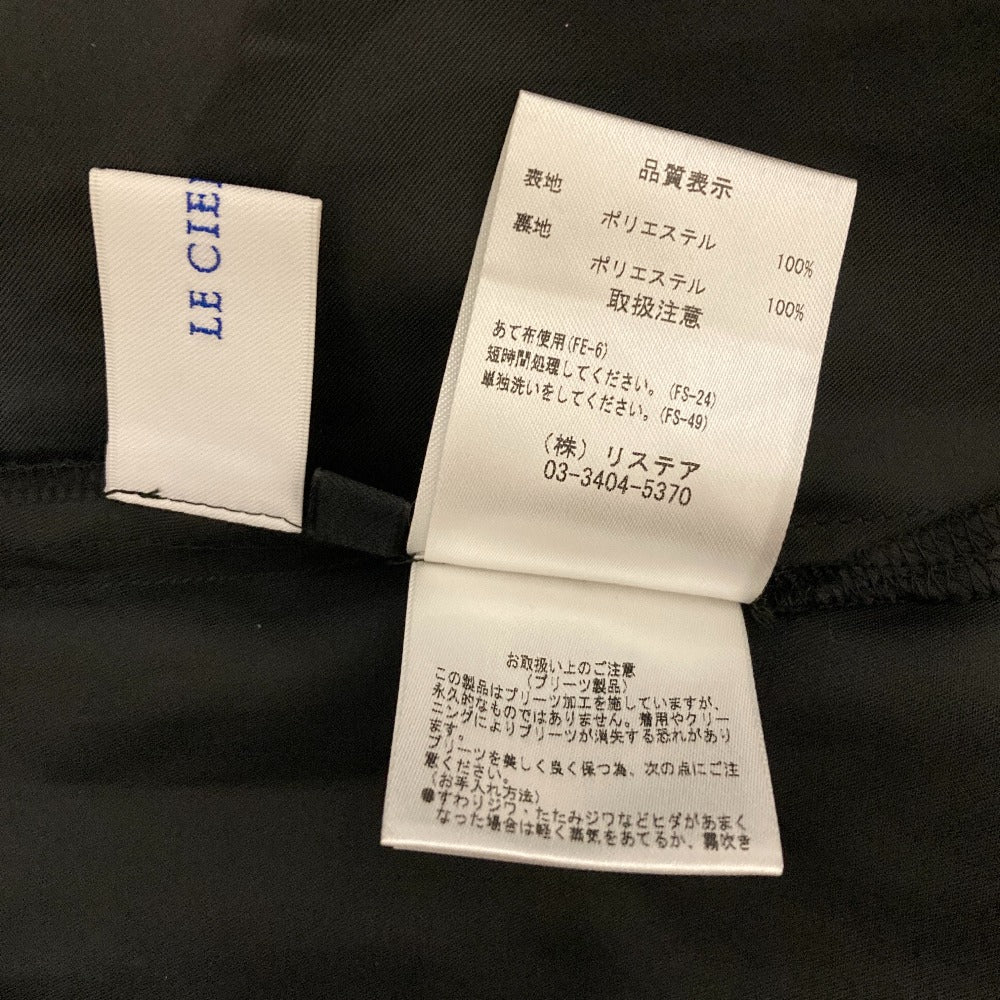 LE CIEL
品質表示
表地
ポリエステル 100%
裏地
ポリエステル 100%
取扱注意
あて布使用(FE-6)
短時間処理してください。(FS-24)
単独洗いをしてください。(FS-49)
(株) リステア
03-3404-5370
お取扱い上のご注意
(プリーツ製品)
この製品はプリーツ加工を施していますが、
永久的なものではありません。着用やクリー
ニングによりプリーツが消失する恐れがあり
ます。
プリーツを美しく良く保つ為、次の点にご注
意ください。
(お手入れ方法)
●すわりジワ・たたみジワなどヒダがあまく
なった場合は軽く蒸気をあてるか、霧吹き